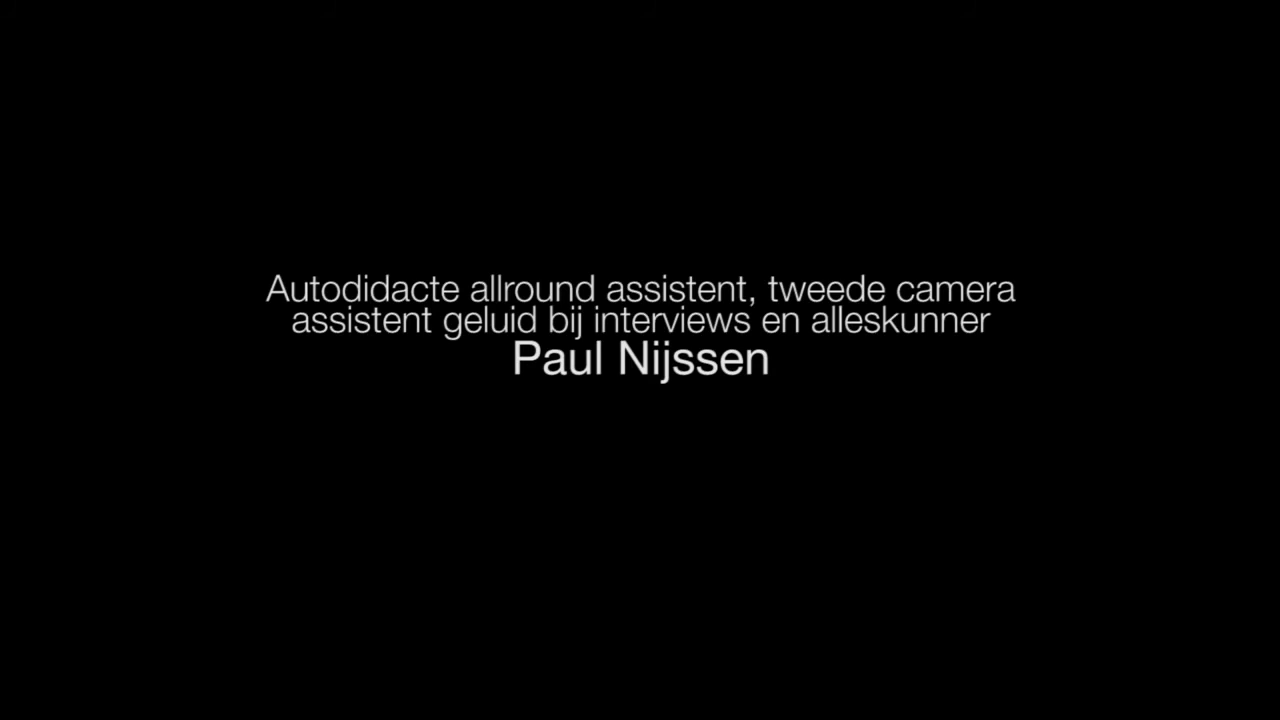 Autodidacte allround assistent, tweede camera
assistent geluid bij interviews en alleskunner
Paul Nijssen